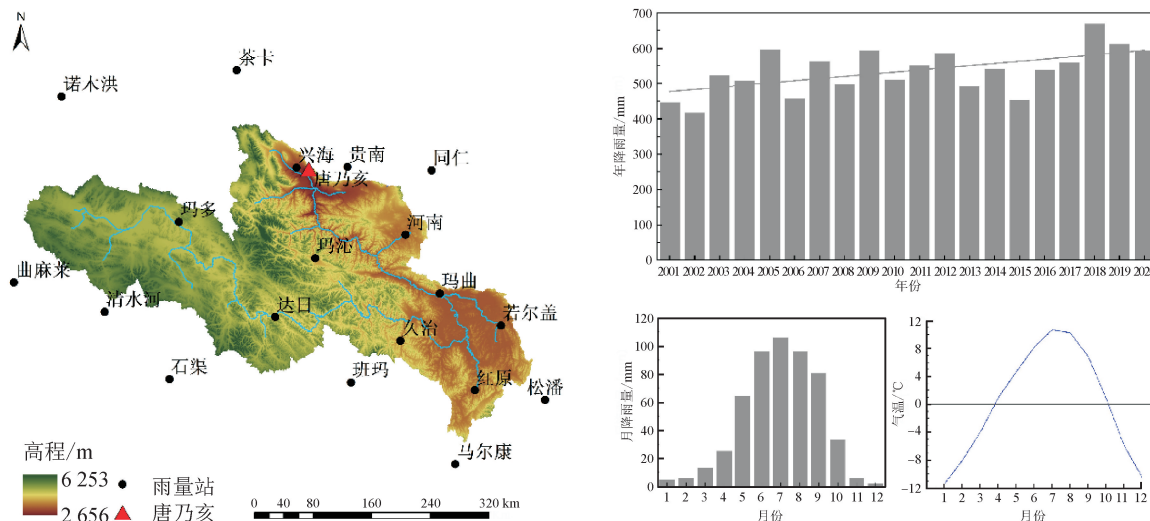 N
茶卡
诺木洪
兴海
贵南
同仁
唐乃亥
玛多
河南
玛沁
曲麻莱
玛曲
清水河
达日
若尔盖
久治
石渠
班玛
红原
松潘
马尔康
高程/m
6 253
2 656
雨量站
唐乃亥
0 40 80 160 240 320 km
年降雨量/mm
700
600
500
400
300
200
100
0
2001 2002 2003 2004 2005 2006 2007 2008 2009 2010 2011 2012 2013 2014 2015 2016 2017 2018 2019 202
年份
月降雨量/mm
120
100
80
60
40
20
0
1 2 3 4 5 6 7 8 9 10 11 12
月份
气温/℃
12
8
4
0
−4
−8
−12
1 2 3 4 5 6 7 8 9 10 11 12
月份